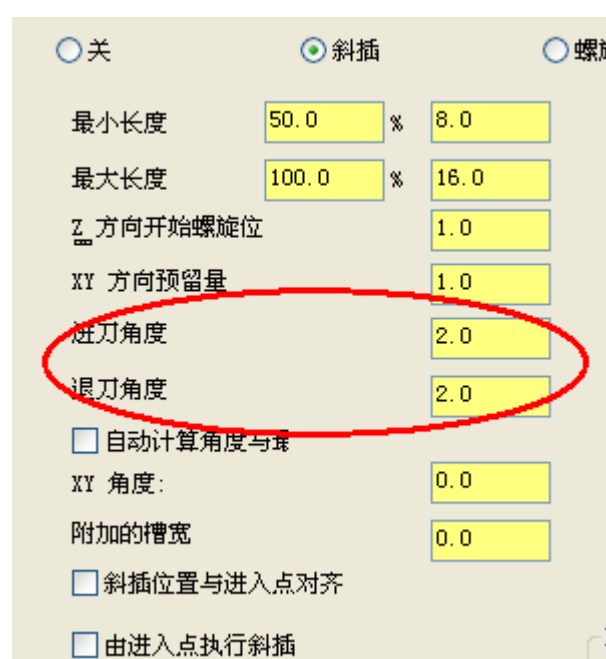 关 斜插 螺
最小长度 50.0 % 8.0
最大长度 100.0 % 16.0
Z 方向开始螺旋位 1.0
XY 方向预留量 1.0
进刀角度 2.0
退刀角度 2.0
自动计算角度与
XY 角度: 0.0
附加的槽宽 0.0
斜插位置与进入点对齐
由进入点执行斜插